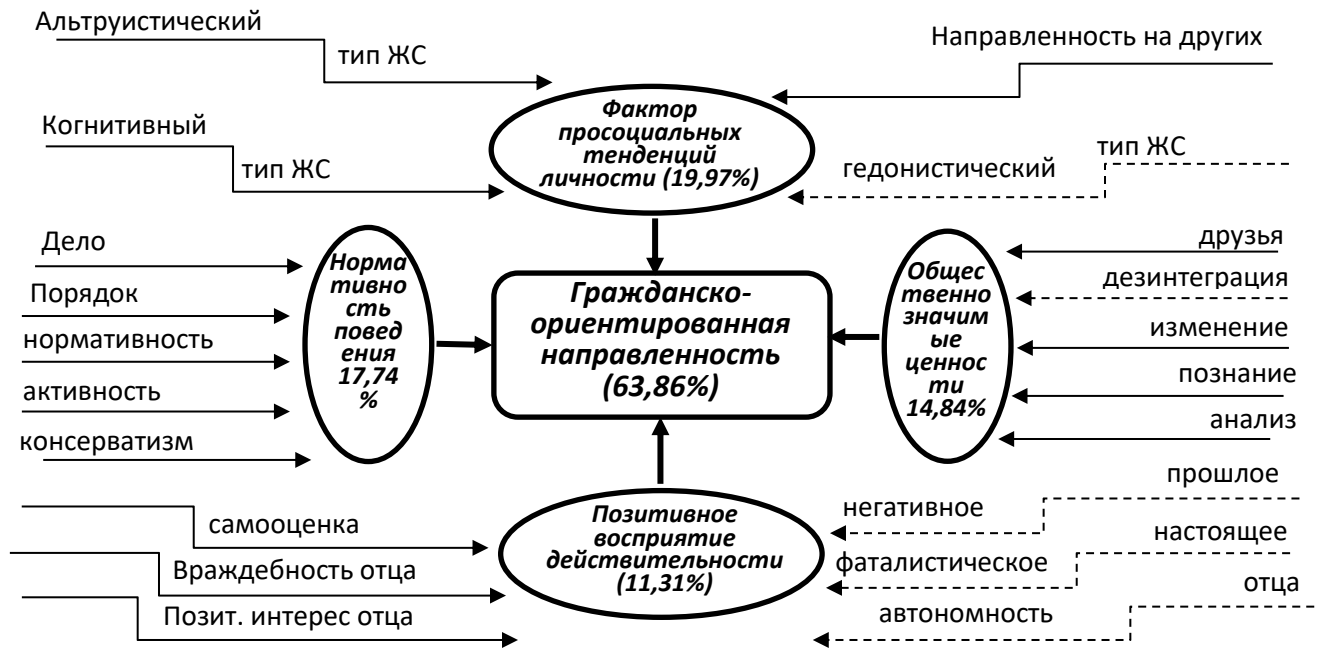 Альтруистический
тип ЖС
Направленность на других
Фактор
просоциальных
тенденций
личности (19,97%)
Когнитивный
тип ЖС
гедонистический
тип ЖС
Дело
Порядок
нормативность
активность
консерватизм
Норма
тивно
сть
повед
ения
17,74
%
Гражданско-
ориентированная
направленность
(63,86%)
Общес
твенно
значим
ые
ценнос
ти
14,84%
друзья
дезинтеграция
изменение
познание
анализ
самооценка
Враждебность отца
Позит. интерес отца
Позитивное
восприятие
действительности
(11,31%)
негативное
прошлое
фаталистическое
настоящее
автономность
отца